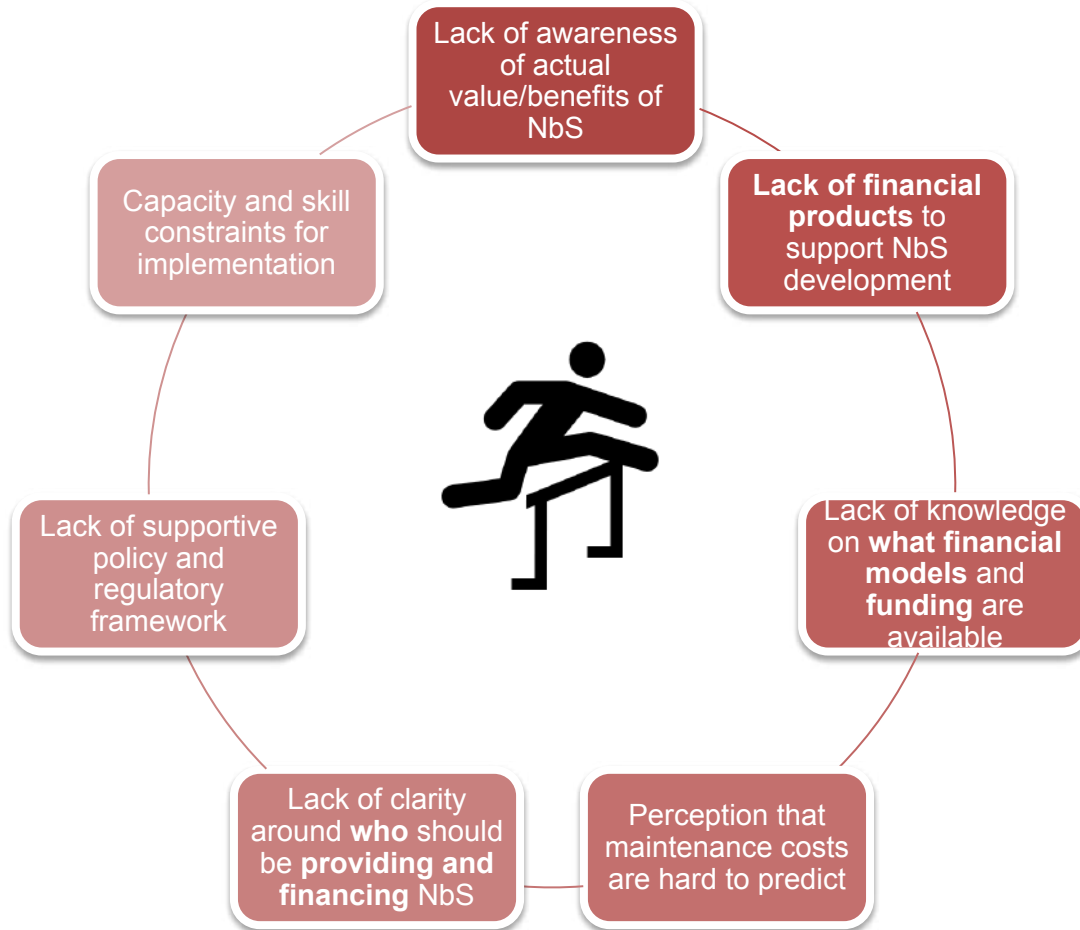 Lack of awareness
of actual
value/benefits of
NbS
Lack of financial
products to
support NbS
development
Lack of knowledge
on what financial
models and
funding are
available
Perception that
maintenance costs
are hard to predict
Lack of clarity
around who should
be providing and
financing NbS
Lack of supportive
policy and
regulatory
framework
Capacity and skill
constraints for
implementation